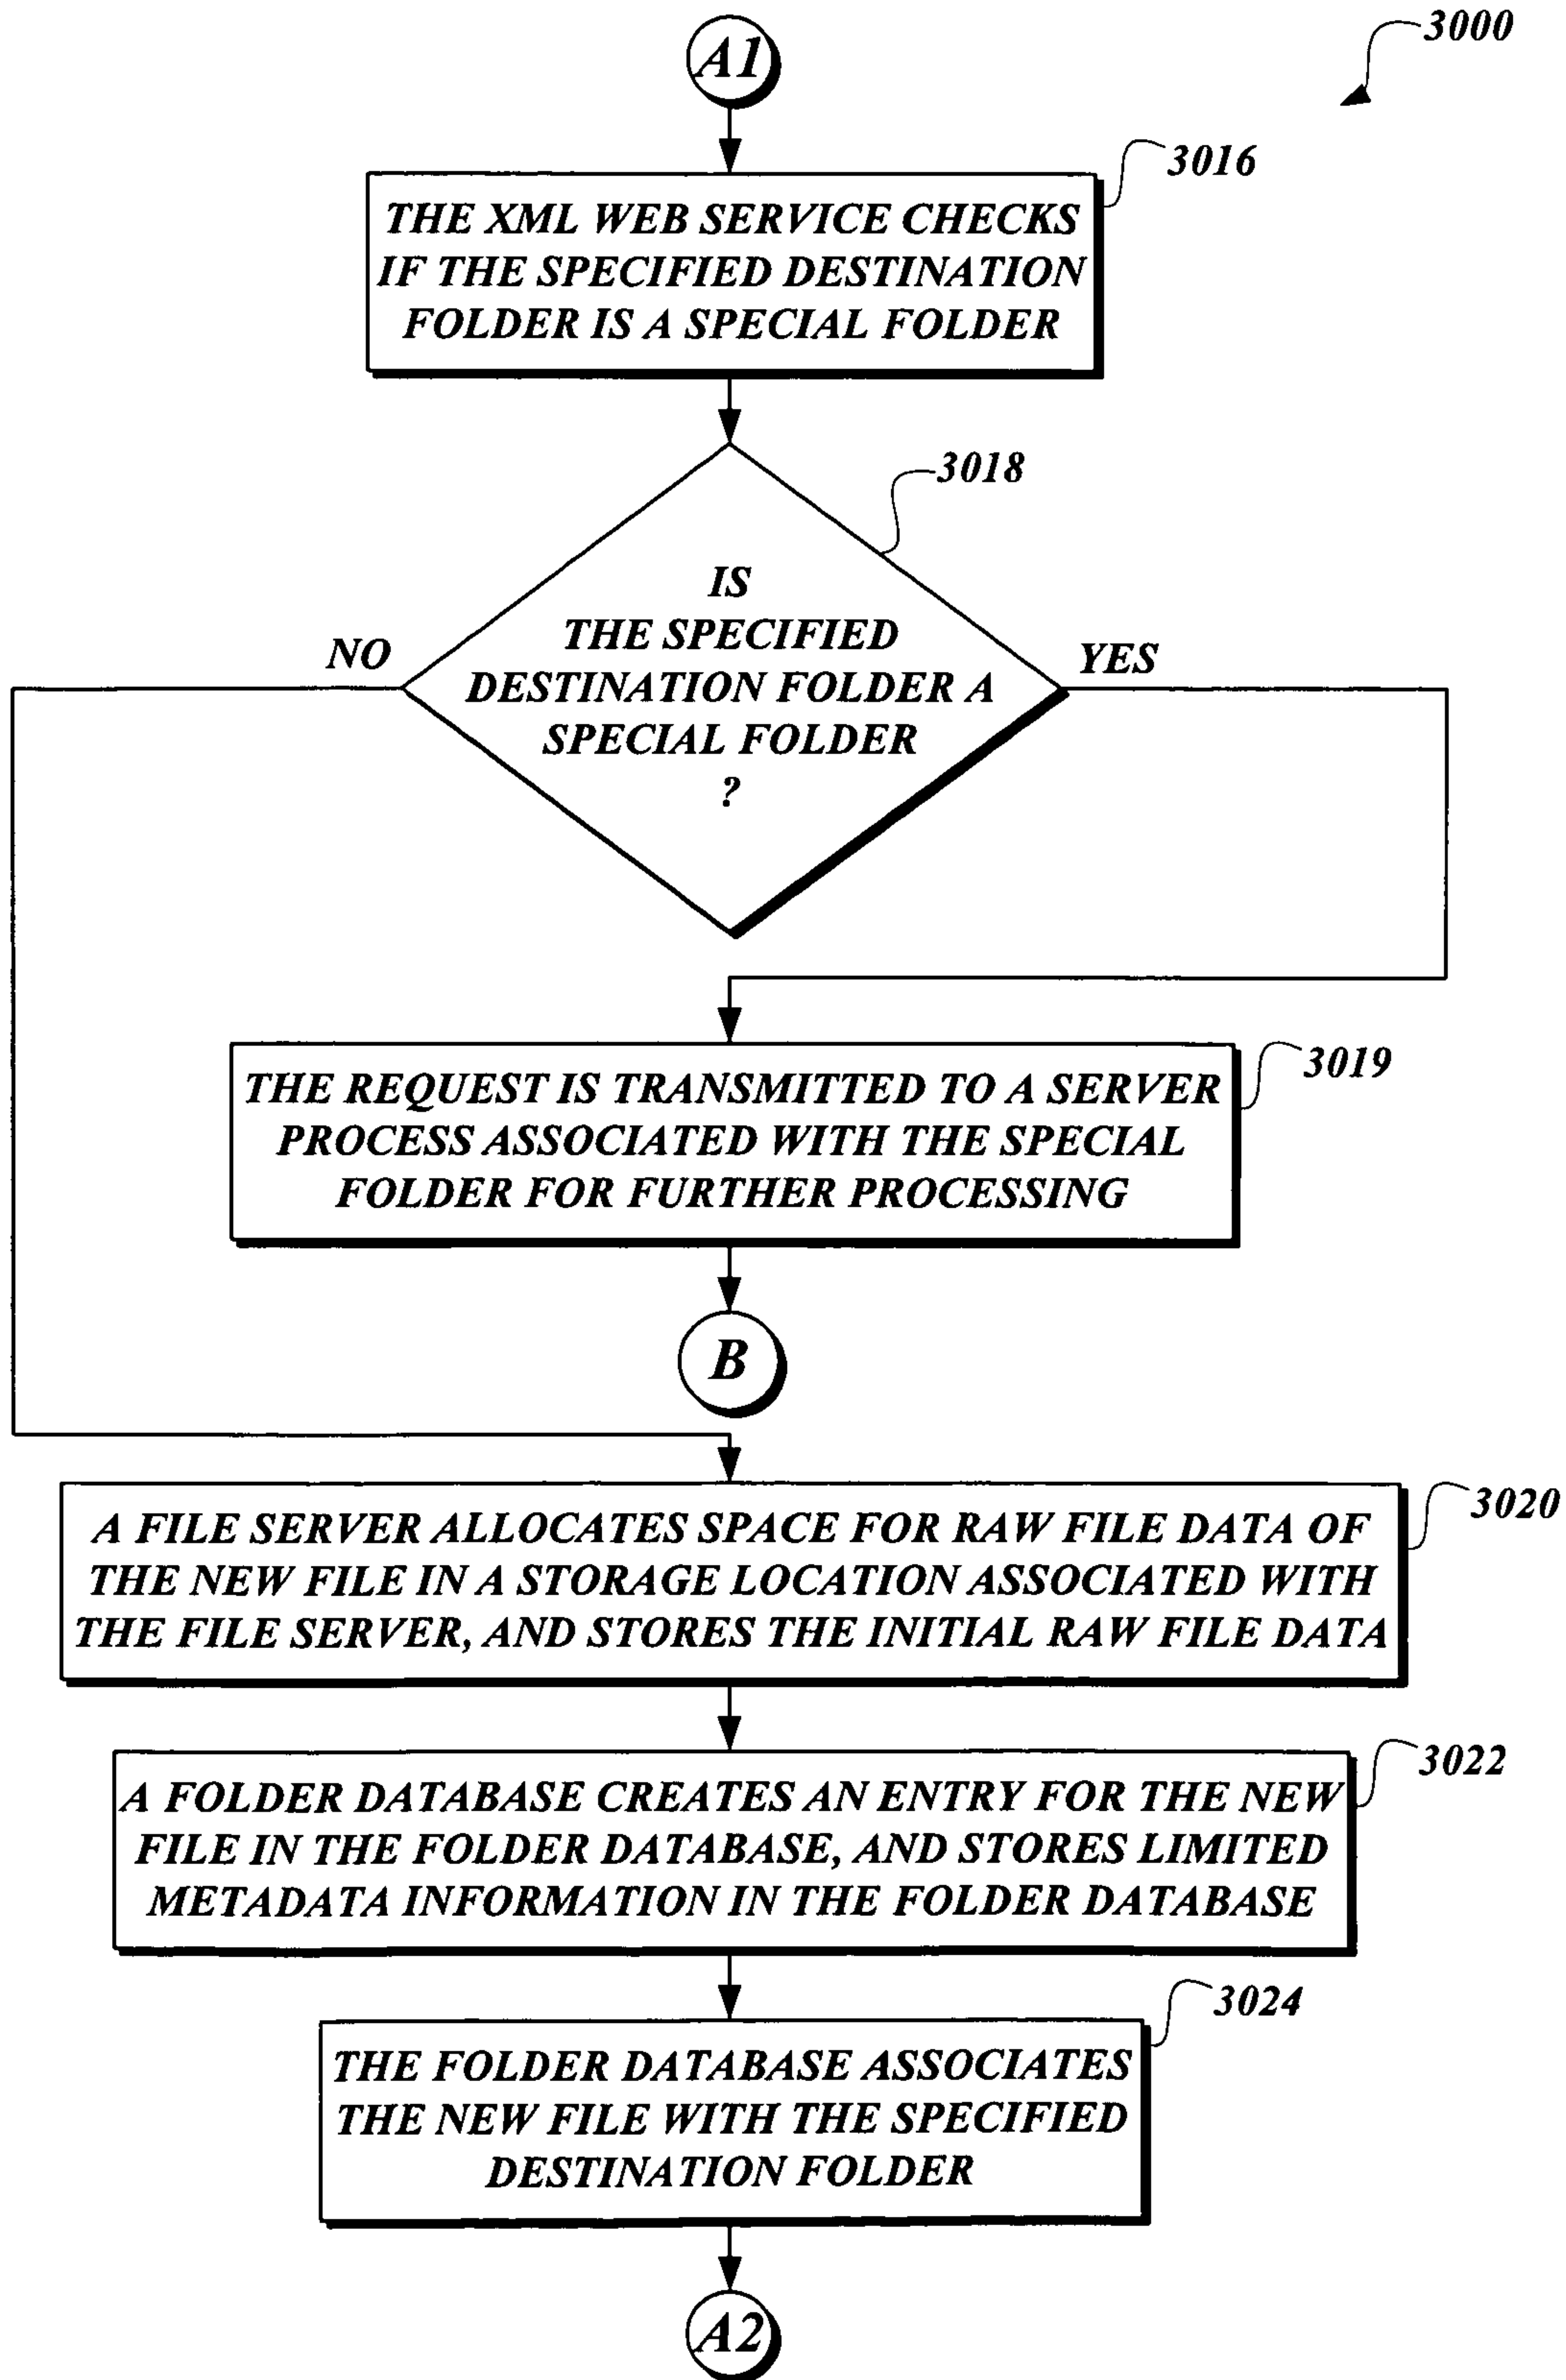 A1
3000
3016
THE XML WEB SERVICE CHECKS
IF THE SPECIFIED DESTINATION
FOLDER IS A SPECIAL FOLDER
3018
IS
THE SPECIFIED
DESTINATION FOLDER A
SPECIAL FOLDER
?
NO
YES
3019
THE REQUEST IS TRANSMITTED TO A SERVER
PROCESS ASSOCIATED WITH THE SPECIAL
FOLDER FOR FURTHER PROCESSING
B
3020
A FILE SERVER ALLOCATES SPACE FOR RAW FILE DATA OF
THE NEW FILE IN A STORAGE LOCATION ASSOCIATED WITH
THE FILE SERVER, AND STORES THE INITIAL RAW FILE DATA
3022
A FOLDER DATABASE CREATES AN ENTRY FOR THE NEW
FILE IN THE FOLDER DATABASE, AND STORES LIMITED
METADATA INFORMATION IN THE FOLDER DATABASE
3024
THE FOLDER DATABASE ASSOCIATES
THE NEW FILE WITH THE SPECIFIED
DESTINATION FOLDER
A2